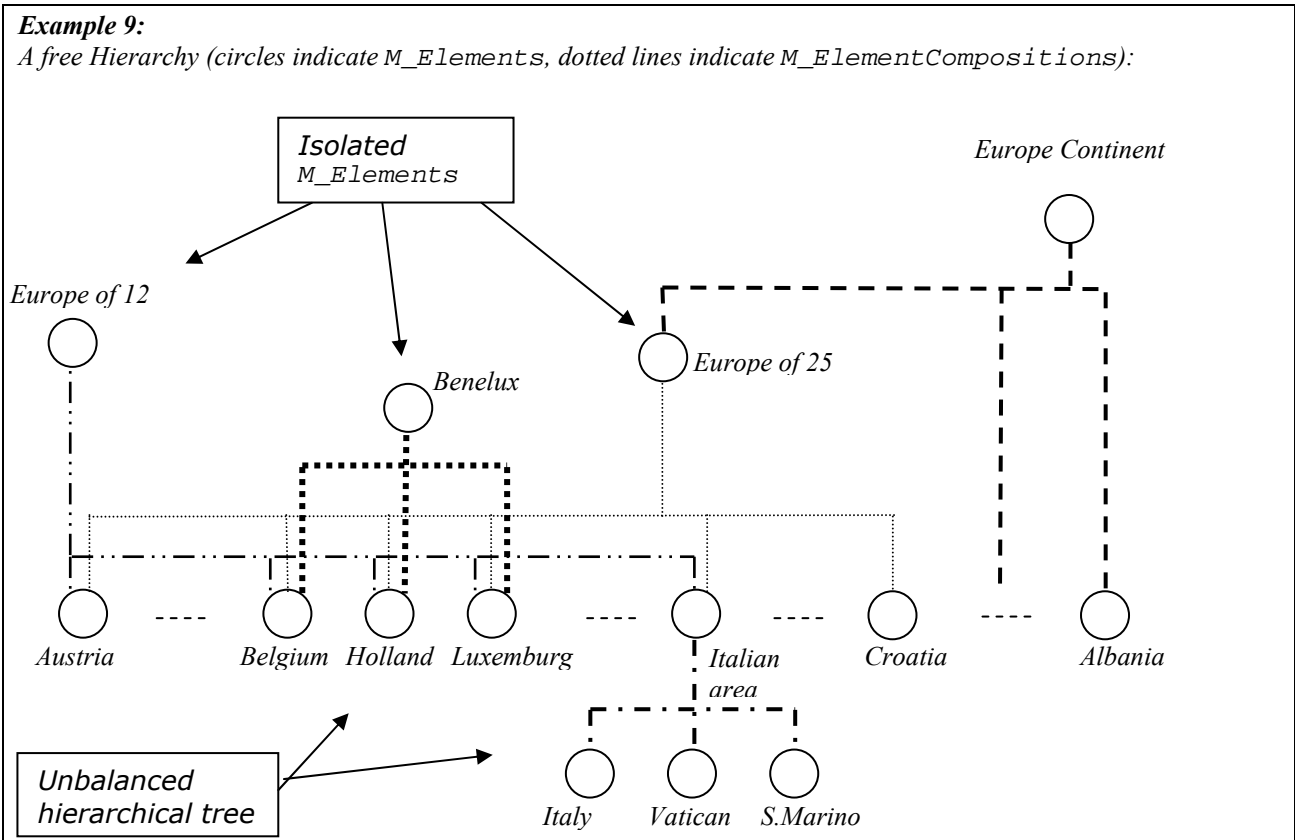 Example 9:
A free Hierarchy (circles indicate M_Elements, dotted lines indicate M_ElementCompositions):
Isolated
M_Elements
Europe Continent
Europe of 12
Europe of 25
Benelux
Austria
Belgium
Holland
Luxemburg
Italian
area
Croatia
Albania
Unbalanced
hierarchical tree
Italy
Vatican
S.Marino